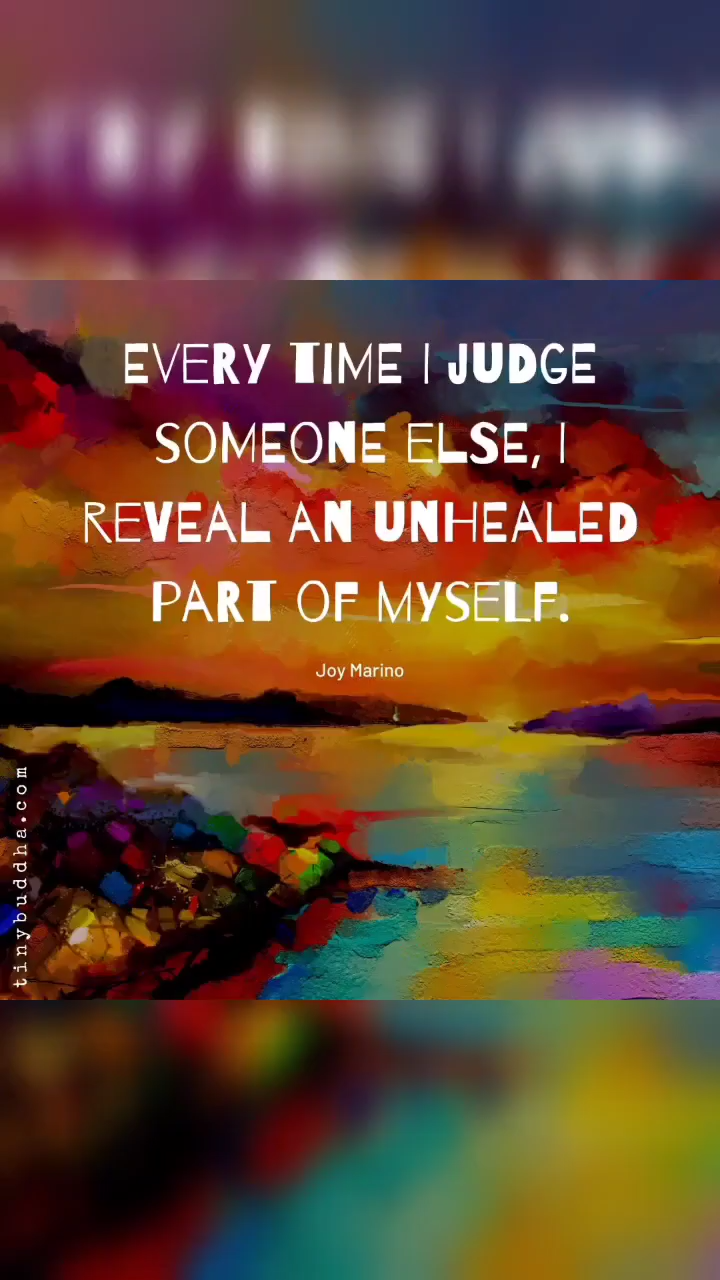 EVERY TIME I JUDGE
SOMEONE ELSE, I
REVEAL AN UNHEALED
PART OF MYSELF.
Joy Marino
tinybuddha.com